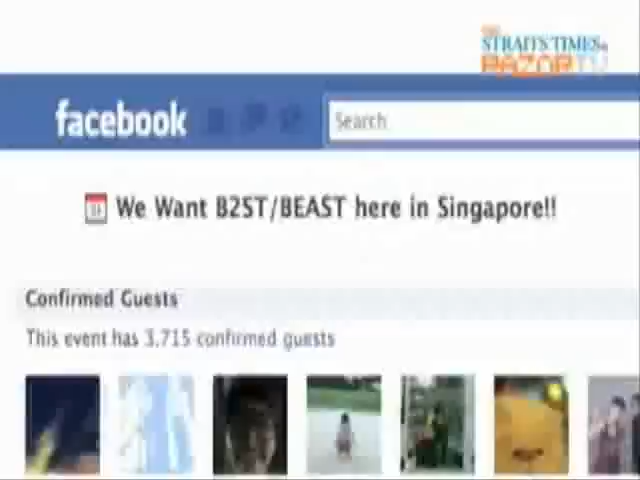 THE STRAITS TIMES
RAZORTV
facebook
Search
We Want B2ST/BEAST here in Singapore!!
Confirmed Guests
This event has 3,715 confirmed guests